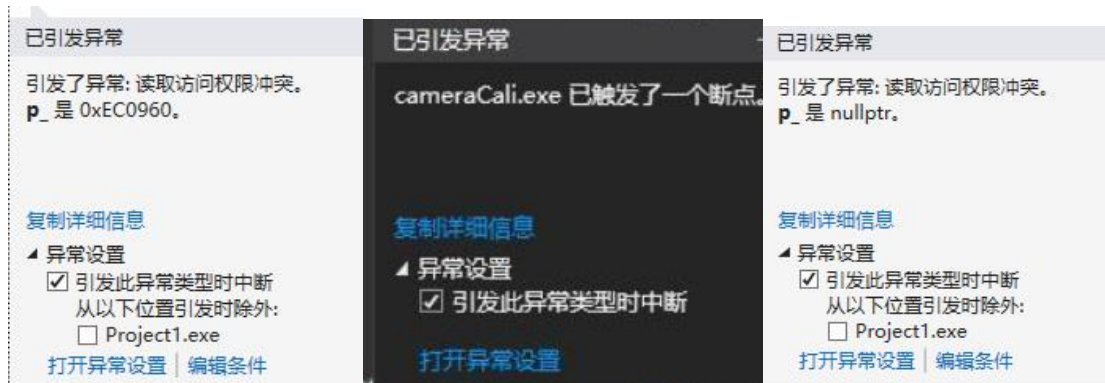 已引发异常
引发了异常: 读取访问权限冲突。
p_ 是 0xEC0960。
复制详细信息
异常设置
引发此异常类型时中断
从以下位置引发时除外:
Project1.exe
打开异常设置 | 编辑条件
已引发异常
cameraCali.exe 已触发了一个断点。
复制详细信息
异常设置
引发此异常类型时中断
打开异常设置
已引发异常
引发了异常: 读取访问权限冲突。
p_ 是 nullptr。
复制详细信息
异常设置
引发此异常类型时中断
从以下位置引发时除外:
Project1.exe
打开异常设置 | 编辑条件